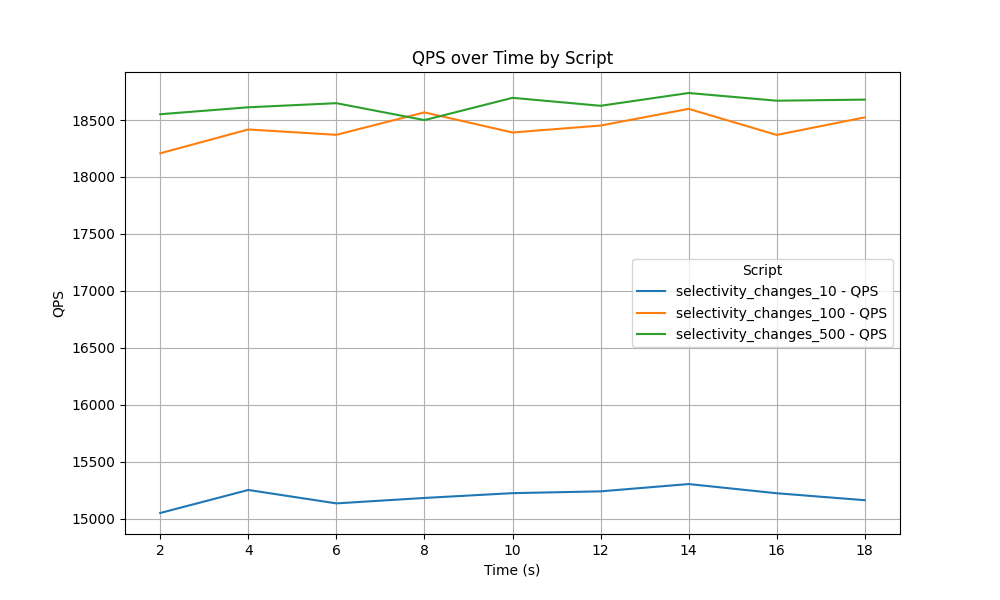 QPS over Time by Script
18500
18000
17500
17000
16500
16000
15500
15000
QPS
Script
selectivity_changes_10 - QPS
selectivity_changes_100 - QPS
selectivity_changes_500 - QPS
2 4 6 8 10 12 14 16 18
Time (s)